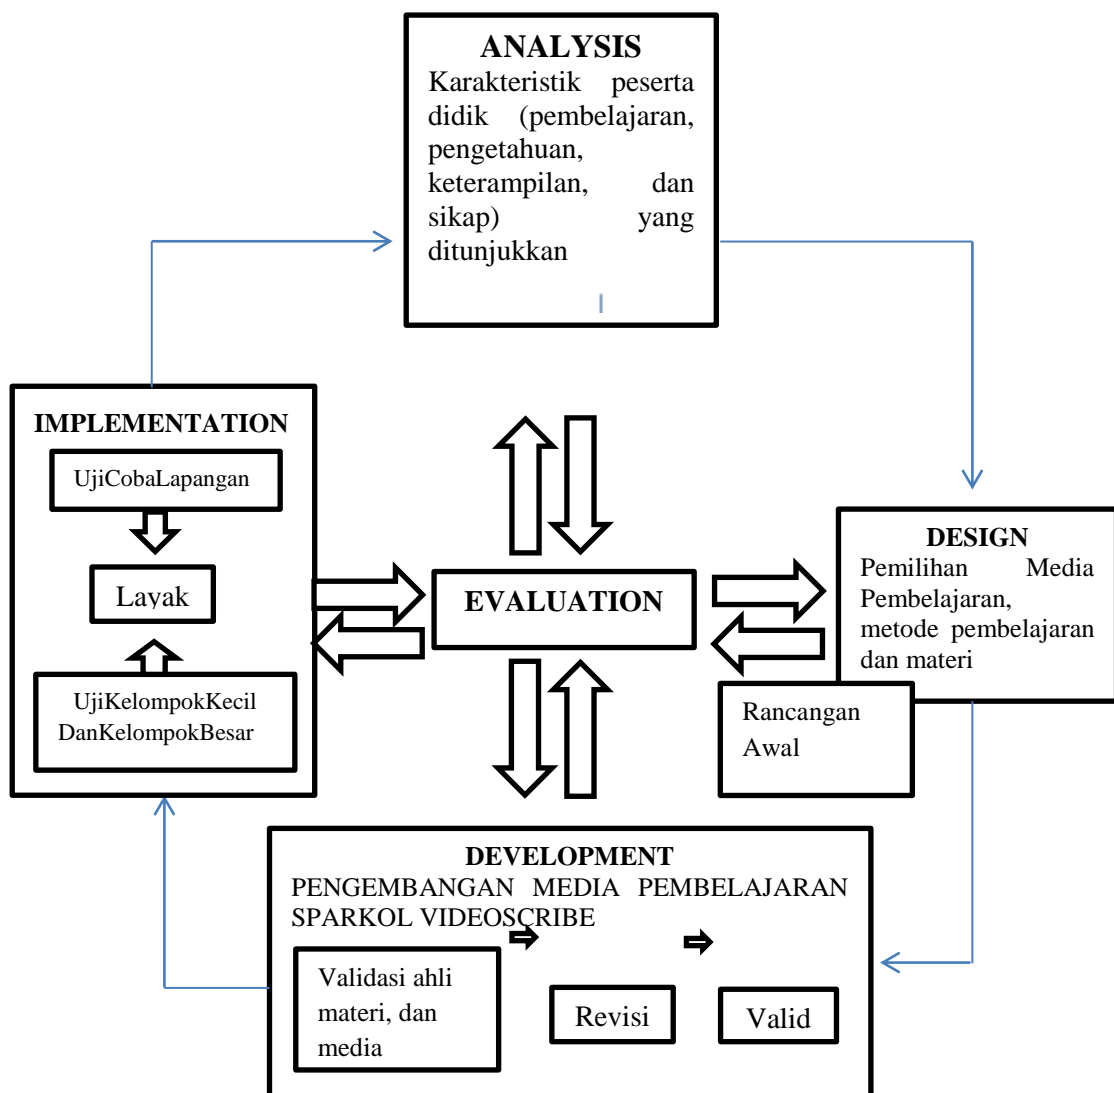 ANALYSIS
Karakteristik peserta
didik (pembelajaran,
pengetahuan,
keterampilan, dan
sikap) yang
ditunjukkan
IMPLEMENTATION
UjiCobaLapangan
Layak
UjiKelompokKecil
DanKelompokBesar
EVALUATION
DESIGN
Pemilihan Media
Pembelajaran,
metode pembelajaran
dan materi
Rancangan
Awal
DEVELOPMENT
PENGEMBANGAN MEDIA PEMBELAJARAN
SPARKOL VIDEOSCRIBE
Validasi ahli
materi, dan
media
Revisi
Valid